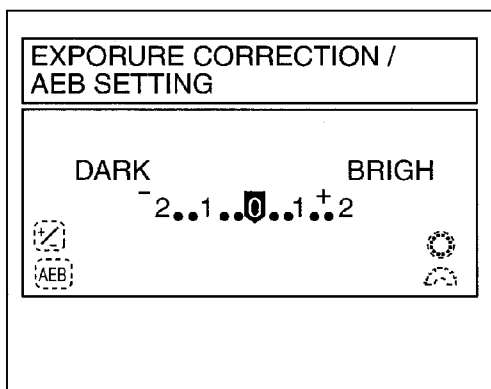 EXPORURE CORRECTION /
AEB SETTING
DARK BRIGH
-2..1..0..1.+.2
+/-
AEB